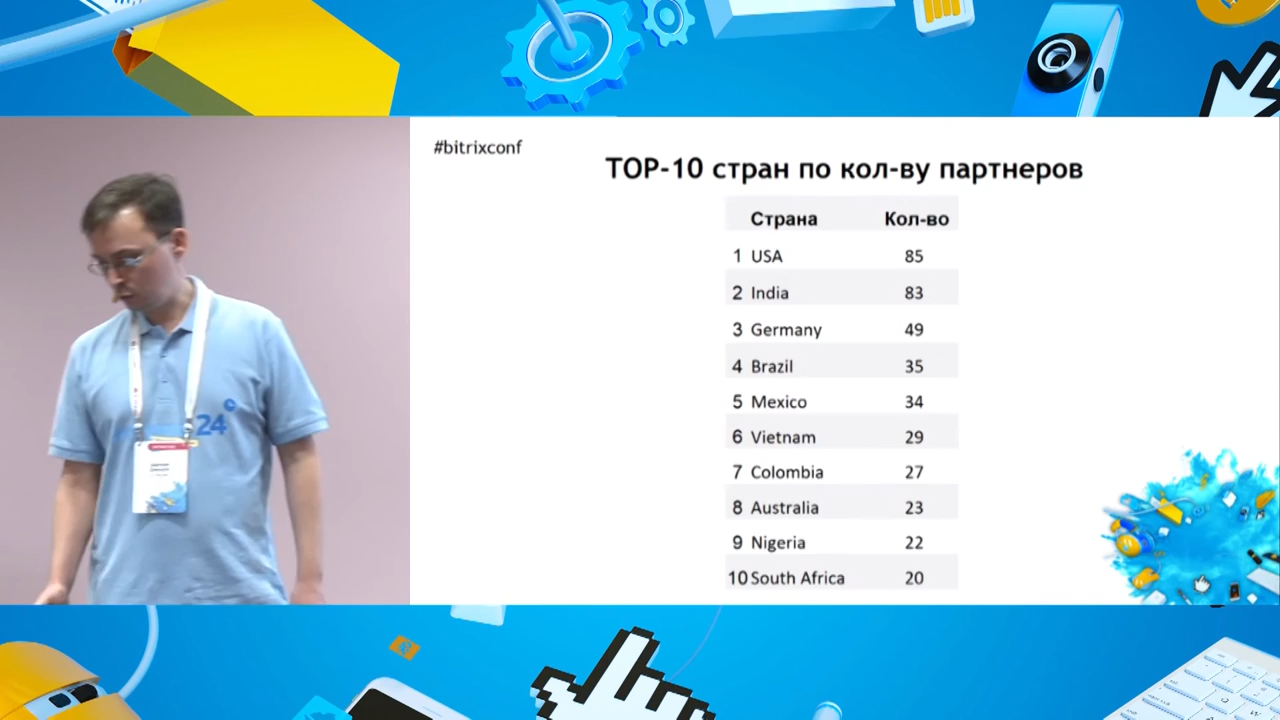 #bitrixconf
TOP-10 стран по кол-ву партнеров
Страна Кол-во
1 USA 85
2 India 83
3 Germany 49
4 Brazil 35
5 Mexico 34
6 Vietnam 29
7 Colombia 27
8 Australia 23
9 Nigeria 22
10 South Africa 20
24